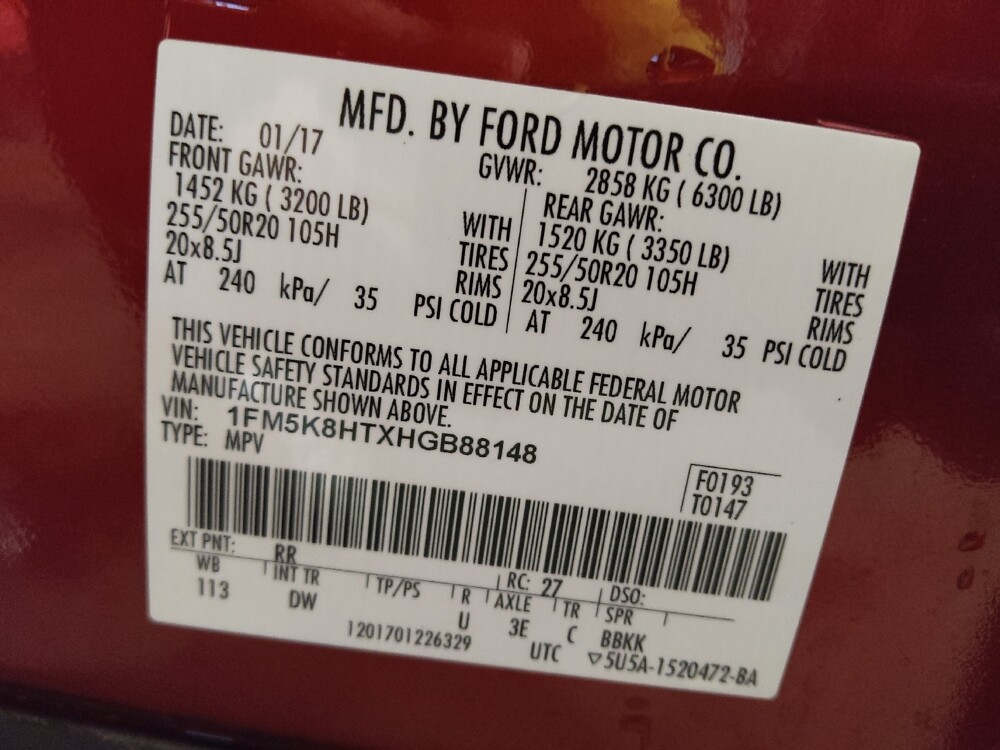 MFD. BY FORD MOTOR CO.
DATE: 01/17 GVWR: 2858 KG ( 6300 LB)
FRONT GAWR: REAR GAWR:
1452 KG ( 3200 LB) WITH 1520 KG ( 3350 LB) WITH
255/50R20 105H TIRES 255/50R20 105H TIRES
20x8.5J RIMS 20x8.5J RIMS
AT 240 kPa/ 35 PSI COLD AT 240 kPa/ 35 PSI COLD
THIS VEHICLE CONFORMS TO ALL APPLICABLE FEDERAL MOTOR
VEHICLE SAFETY STANDARDS IN EFFECT ON THE DATE OF
MANUFACTURE SHOWN ABOVE.
VIN: 1FM5K8HTXHGB88148
TYPE: MPV
F0193
T0147
EXT PNT: RR RC: 27 DSO:
WB INT TR TP/PS R AXLE TR SPR
113 DW U 3E C BBKK
1201701226329 UTC ▽5U5A-1520472-BA